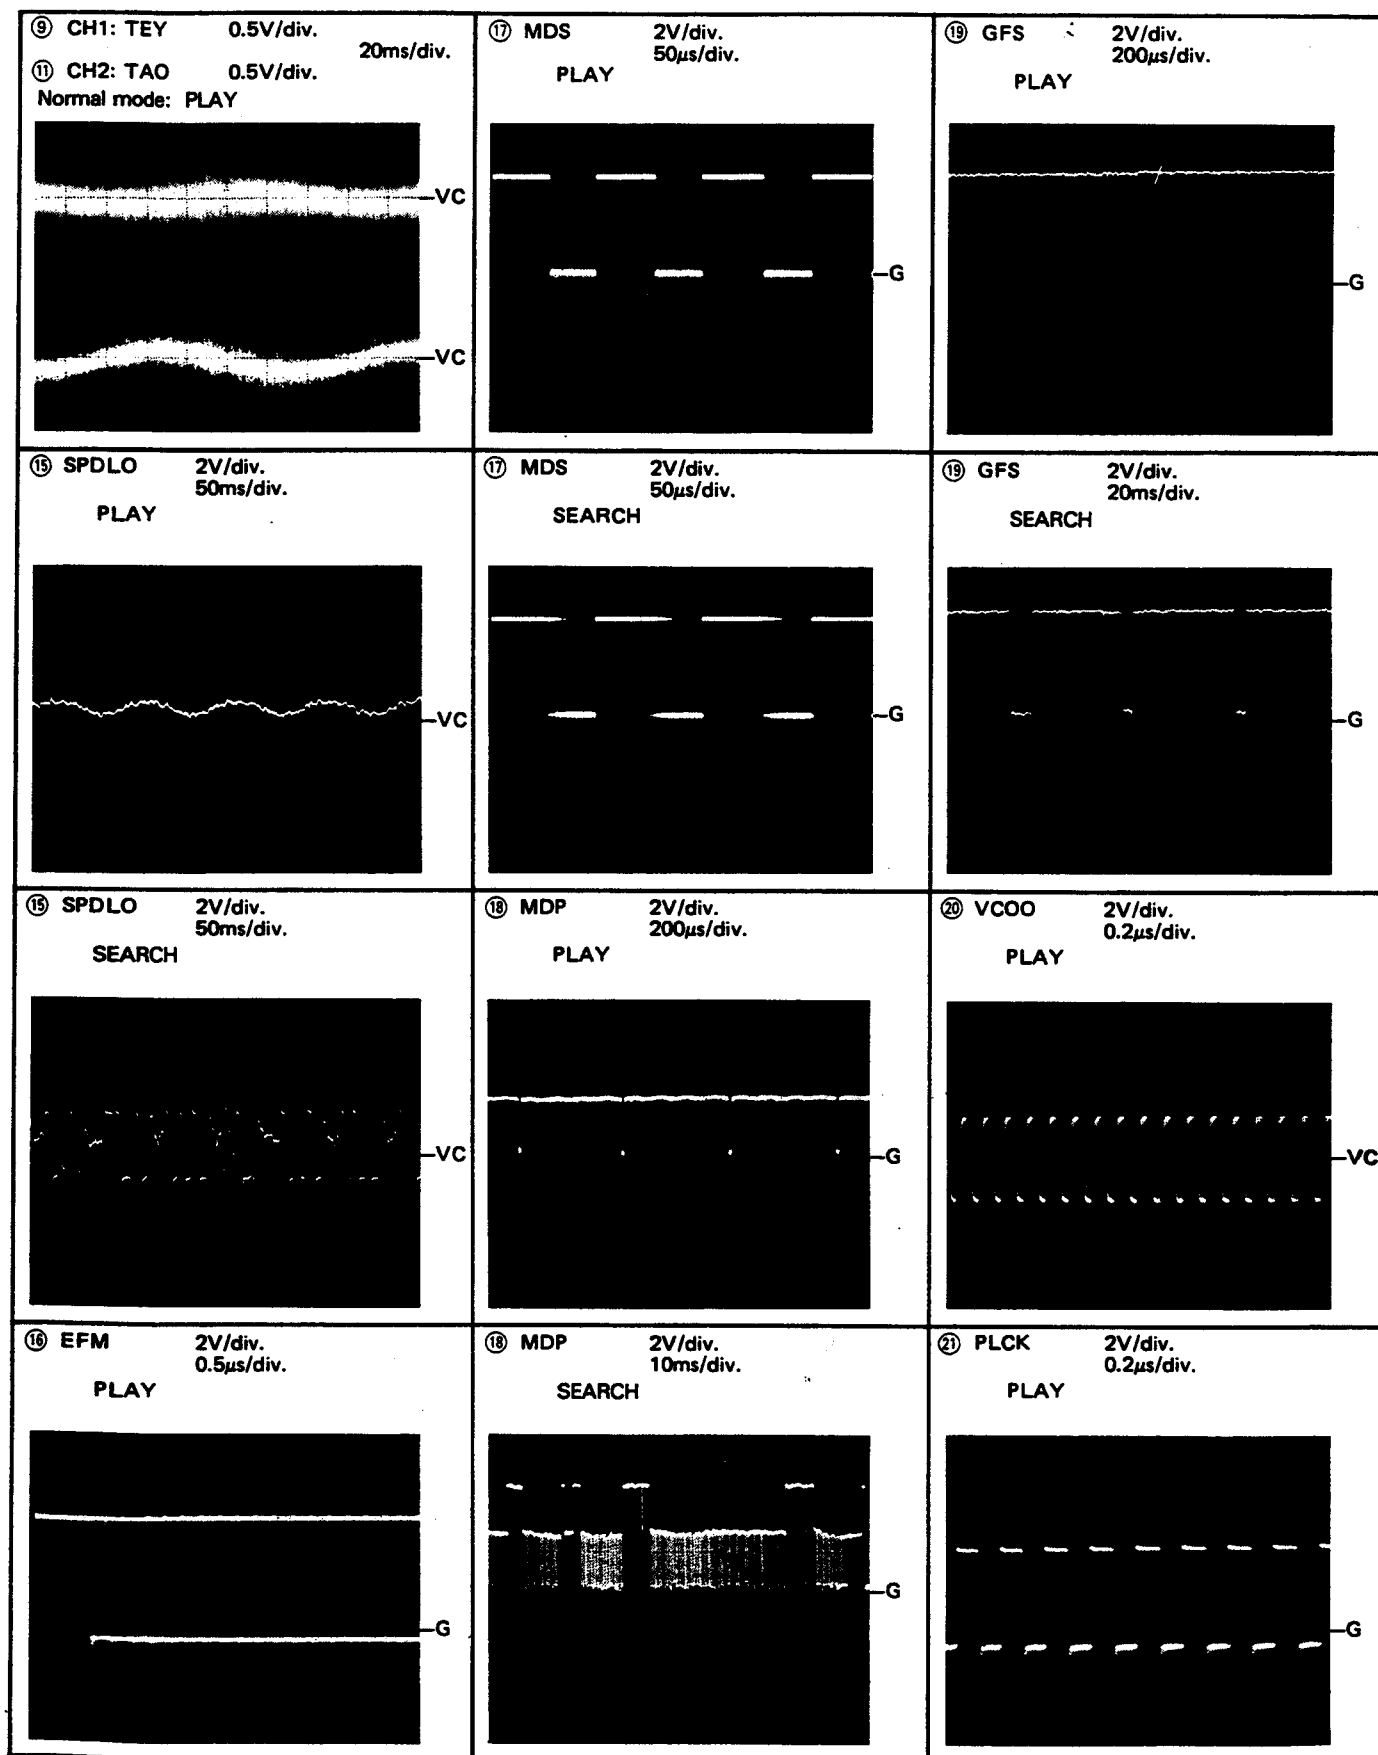 ⑨ CH1: TEY 0.5V/div.
20ms/div.
⑪ CH2: TAO 0.5V/div.
Normal mode: PLAY
VC
VC
⑰ MDS 2V/div.
50μs/div.
PLAY
G
⑲ GFS 2V/div.
200μs/div.
PLAY
G
⑮ SPDLO 2V/div.
50ms/div.
PLAY
VC
⑰ MDS 2V/div.
50μs/div.
SEARCH
G
⑲ GFS 2V/div.
20ms/div.
SEARCH
G
⑮ SPDLO 2V/div.
50ms/div.
SEARCH
VC
⑱ MDP 2V/div.
200μs/div.
PLAY
G
⑳ VCOO 2V/div.
0.2μs/div.
PLAY
VC
⑯ EFM 2V/div.
0.5μs/div.
PLAY
G
⑱ MDP 2V/div.
10ms/div.
SEARCH
G
㉑ PLCK 2V/div.
0.2μs/div.
PLAY
G